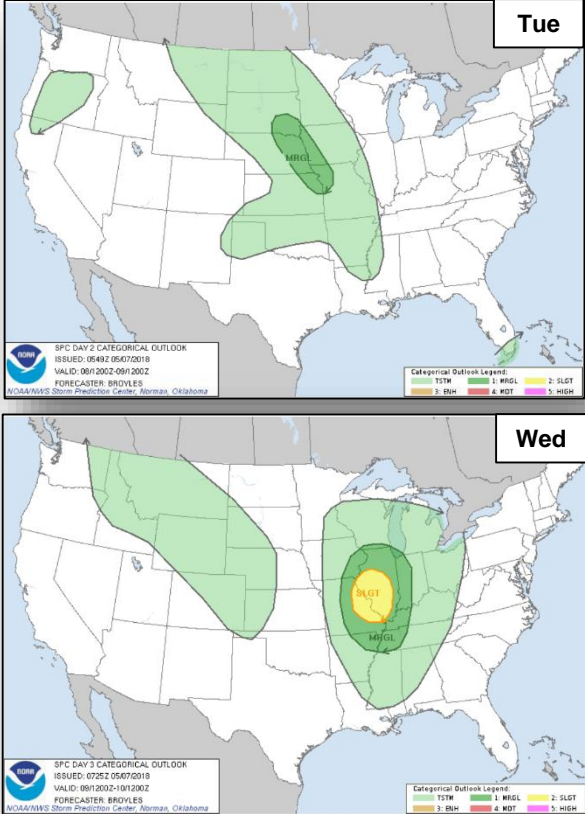 Tue
MRGL
SPC DAY 2 CATEGORICAL OUTLOOK
ISSUED: 0549Z 05/07/2018
VALID: 08/1200Z-09/1200Z
FORECASTER: BROYLES
NOAA/NWS Storm Prediction Center, Norman, Oklahoma
NOAA
Categorical Outlook Legend:
TSTM 1: MRGL 2: SLGT
3: ENH 4: MDT 5: HIGH
Wed
SLGT
MRGL
SPC DAY 3 CATEGORICAL OUTLOOK
ISSUED: 0725Z 05/07/2018
VALID: 09/1200Z-10/1200Z
FORECASTER: BROYLES
NOAA/NWS Storm Prediction Center, Norman, Oklahoma
NOAA
Categorical Outlook Legend:
TSTM 1: MRGL 2: SLGT
3: ENH 4: MDT 5: HIGH